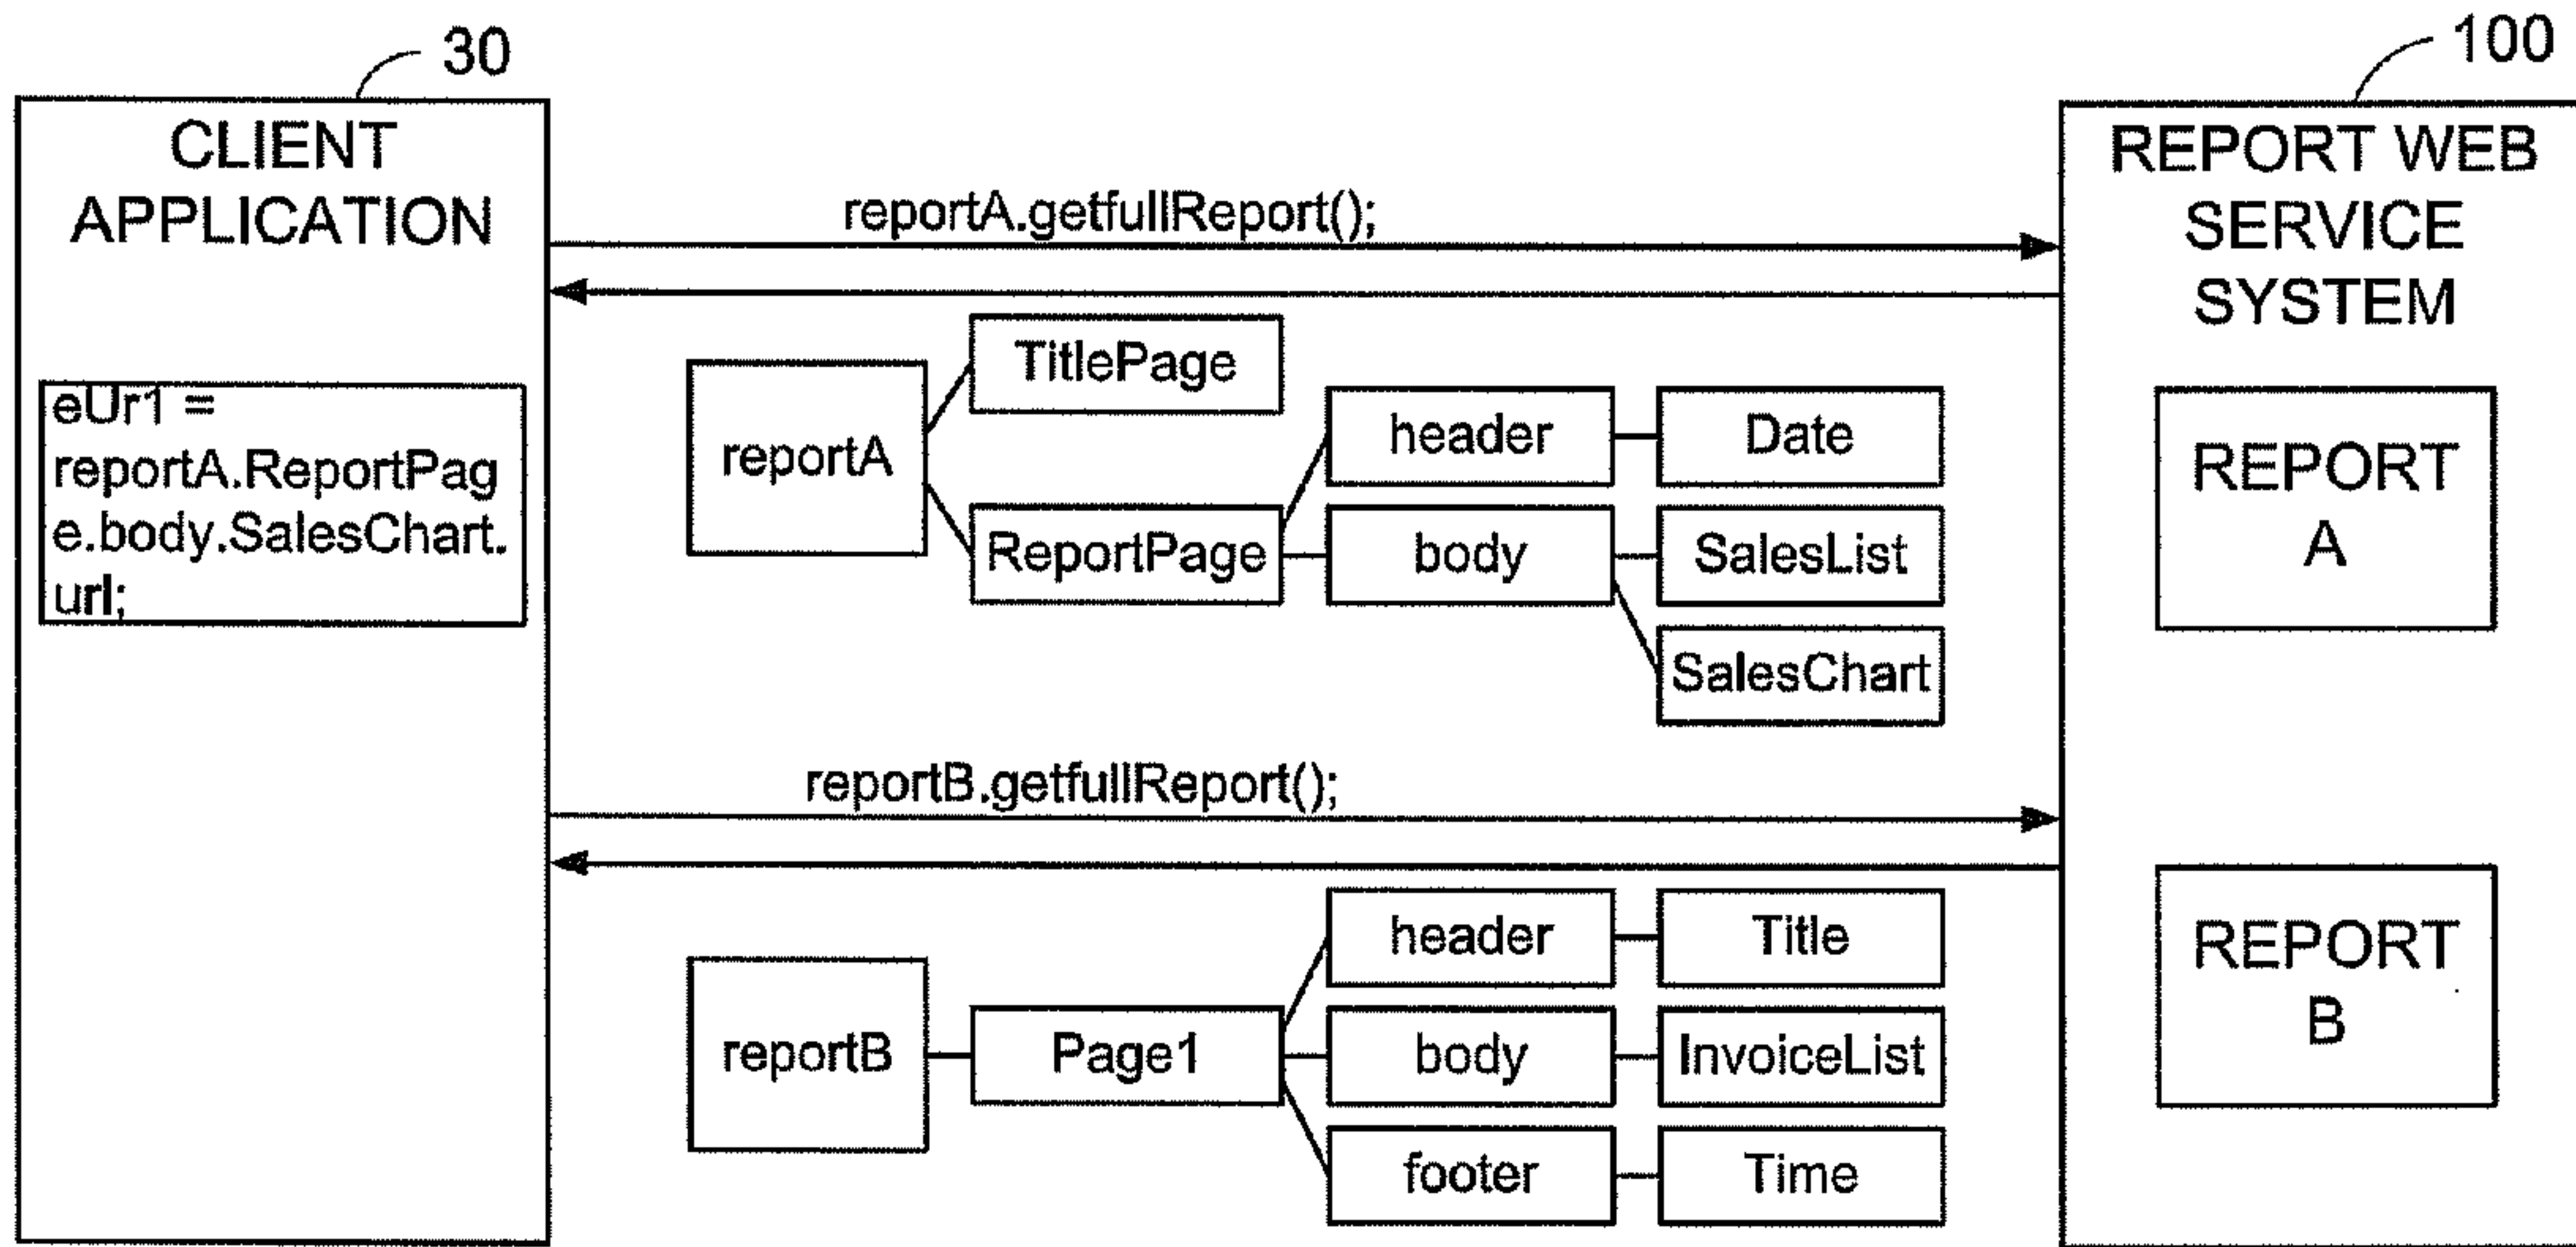 30
100
CLIENT
APPLICATION
REPORT WEB
SERVICE
SYSTEM
reportA.getfullReport();
eUr1 =
reportA.ReportPag
e.body.SalesChart.
url;
reportA
TitlePage
ReportPage
header
Date
body
SalesList
SalesChart
REPORT
A
reportB.getfullReport();
reportB
Page1
header
Title
body
InvoiceList
footer
Time
REPORT
B